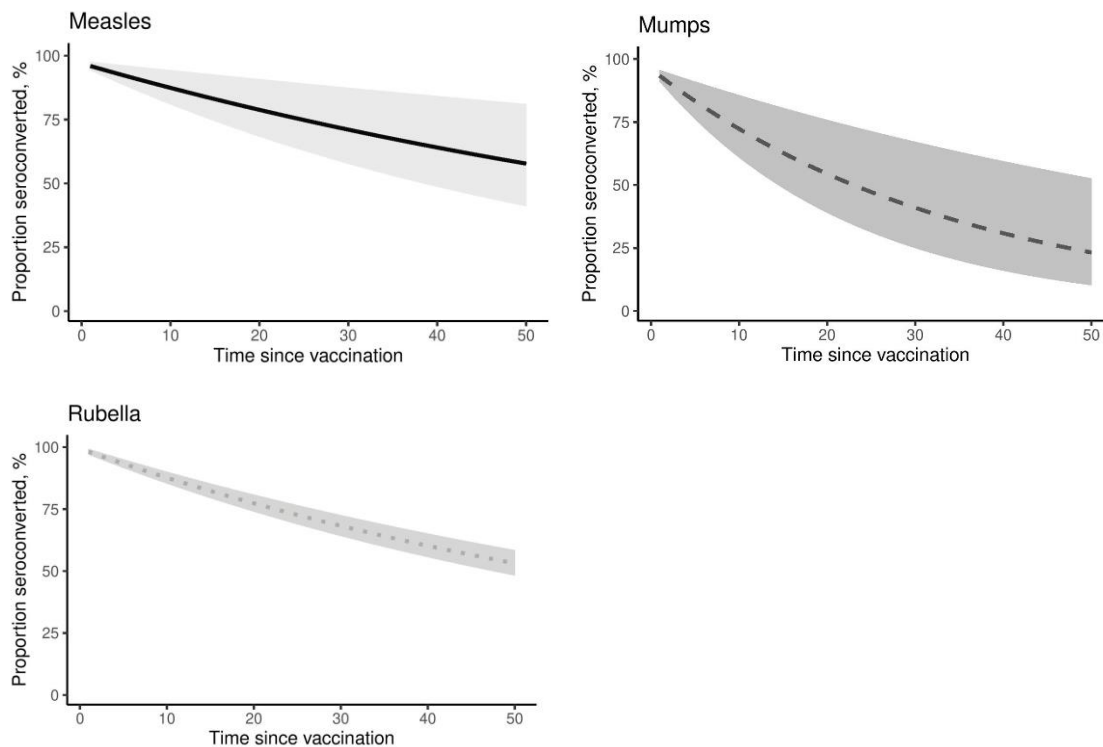 Measles
Proportion seroconverted, %
100
75
50
25
0
0 10 20 30 40 50
Time since vaccination
Mumps
Proportion seroconverted, %
100
75
50
25
0
0 10 20 30 40 50
Time since vaccination
Rubella
Proportion seroconverted, %
100
75
50
25
0
0 10 20 30 40 50
Time since vaccination